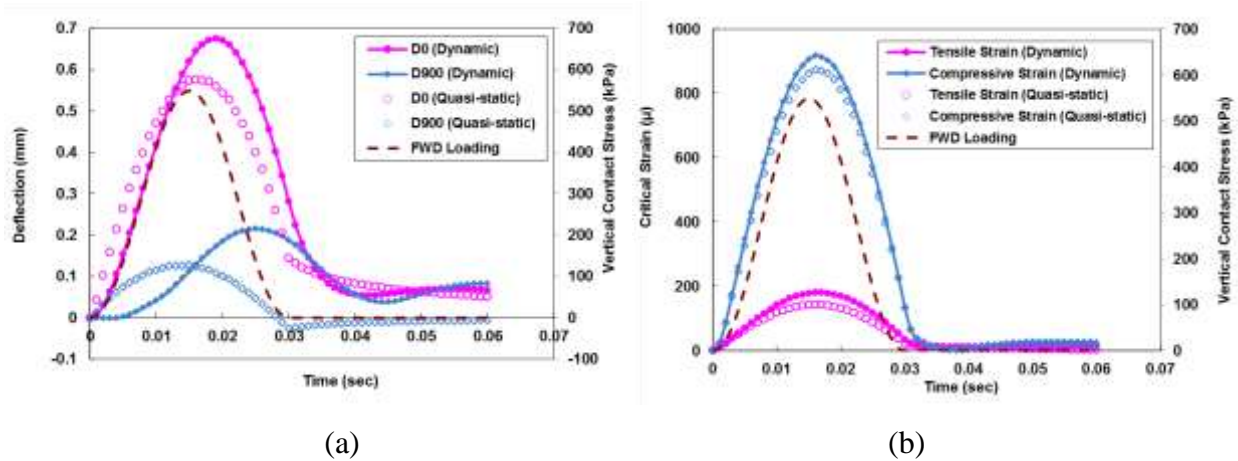 0.7
0.6
0.5
0.4
0.3
0.2
0.1
0
-0.1
Deflection (mm)
700
600
500
400
300
200
100
0
-100
Vertical Contact Stress (kPa)
D0 (Dynamic)
D900 (Dynamic)
D0 (Quasi-static)
D900 (Quasi-static)
FWD Loading
0 0.01 0.02 0.03 0.04 0.05 0.06 0.07
Time (sec)
(a)
1000
800
600
400
200
0
Critical Strain (μ)
700
600
500
400
300
200
100
0
Vertical Contact Stress (kPa)
Tensile Strain (Dynamic)
Compressive Strain (Dynamic)
Tensile Strain (Quasi-static)
Compressive Strain (Quasi-static)
FWD Loading
0 0.01 0.02 0.03 0.04 0.05 0.06 0.07
Time (sec)
(b)